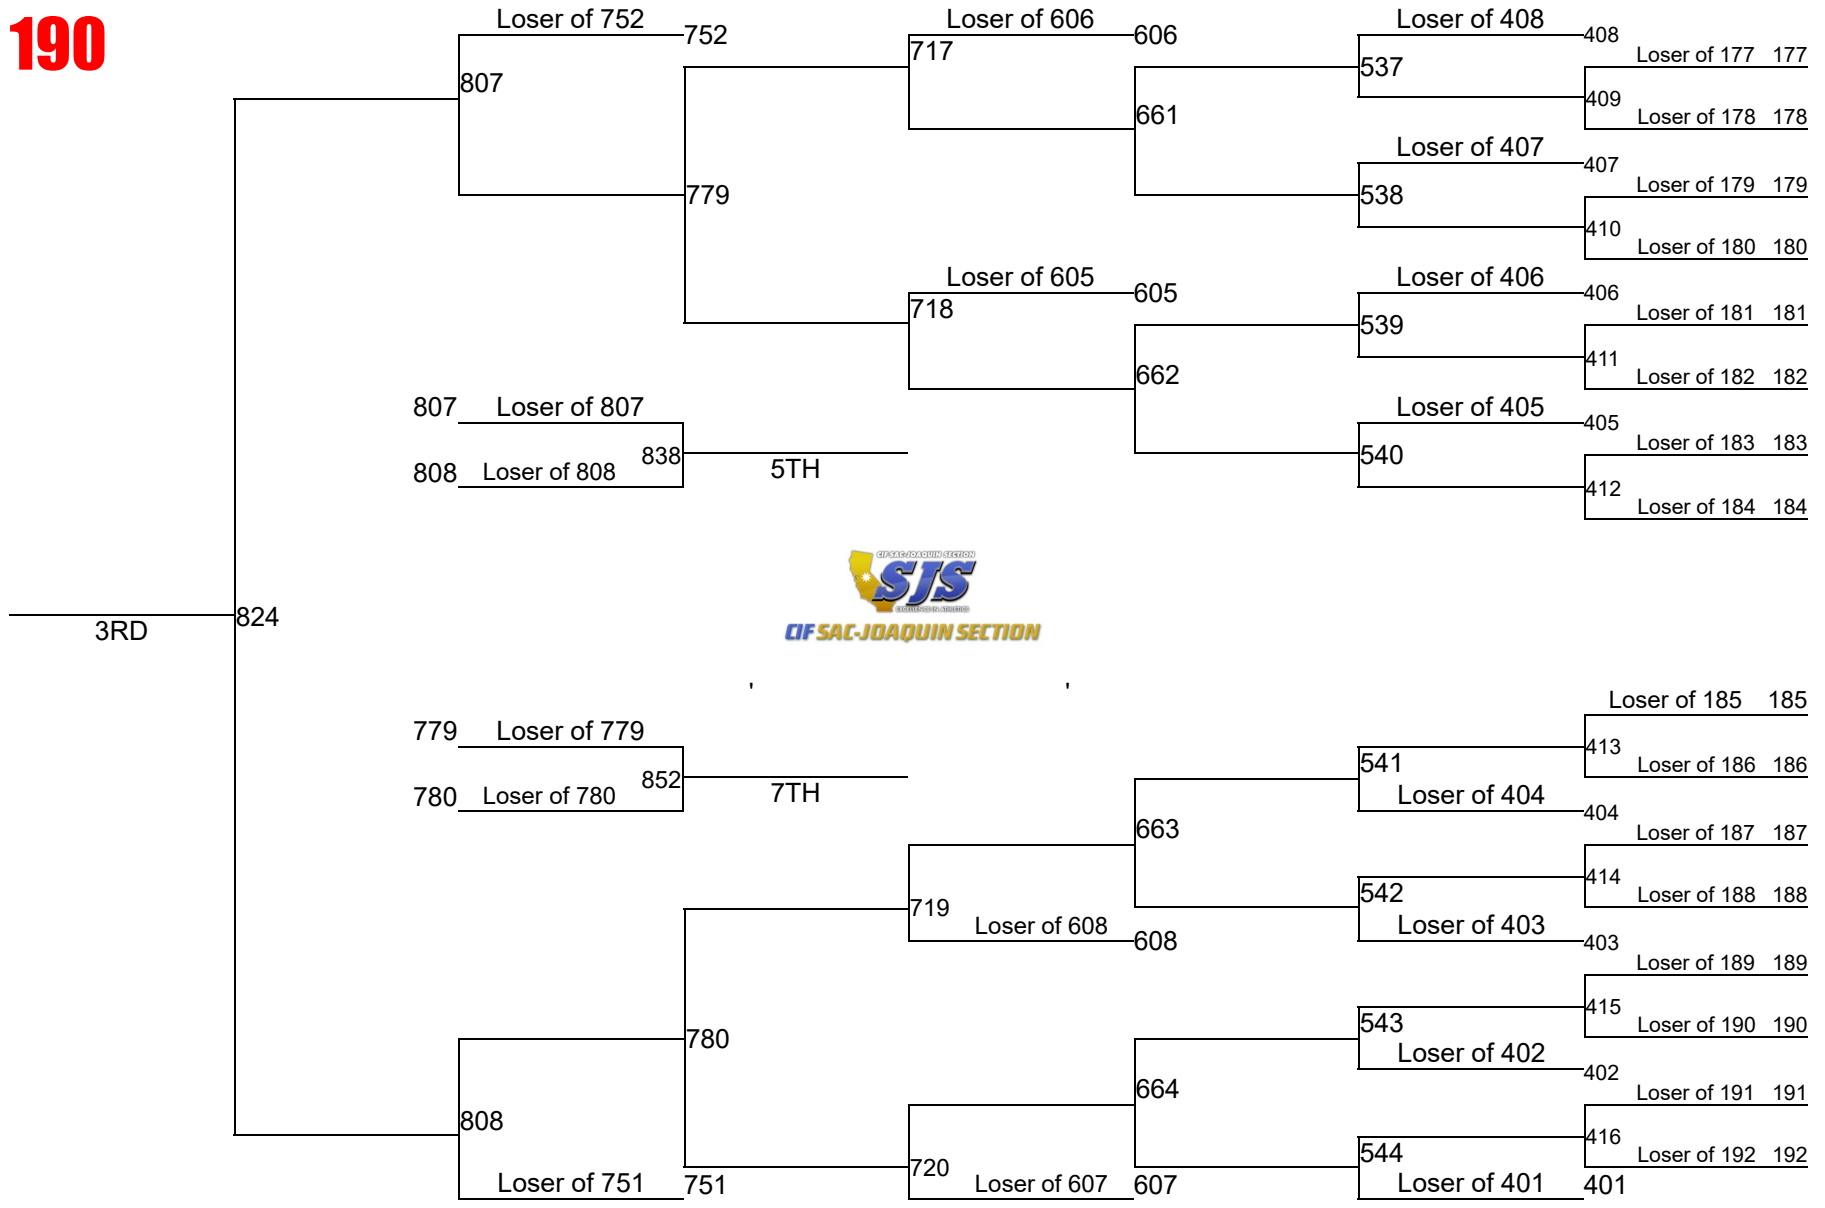 190
Loser of 752 752
Loser of 606 606
Loser of 408 408
Loser of 177 177
717
537
807
409
661
Loser of 178 178
Loser of 407 407
Loser of 179 179
779
538
410
Loser of 180 180
Loser of 605 605
Loser of 406 406
718
Loser of 181 181
539
411
662
Loser of 182 182
807 Loser of 807
Loser of 405 405
Loser of 183 183
838
540
808 Loser of 808
5TH
412
Loser of 184 184
CIF SAC-JOAQUIN SECTION
SJS
EXCELLENCE IN ATHLETICS
824
3RD
CIF SAC-JOAQUIN SECTION
' '
Loser of 185 185
779 Loser of 779
413
541
Loser of 186 186
852
780 Loser of 780
7TH
Loser of 404 404
663
Loser of 187 187
414
542
Loser of 188 188
719
Loser of 608 608
Loser of 403 403
Loser of 189 189
415
543
Loser of 190 190
780
Loser of 402 402
664
Loser of 191 191
808
416
544
Loser of 192 192
720
Loser of 751 751
Loser of 607 607
Loser of 401 401